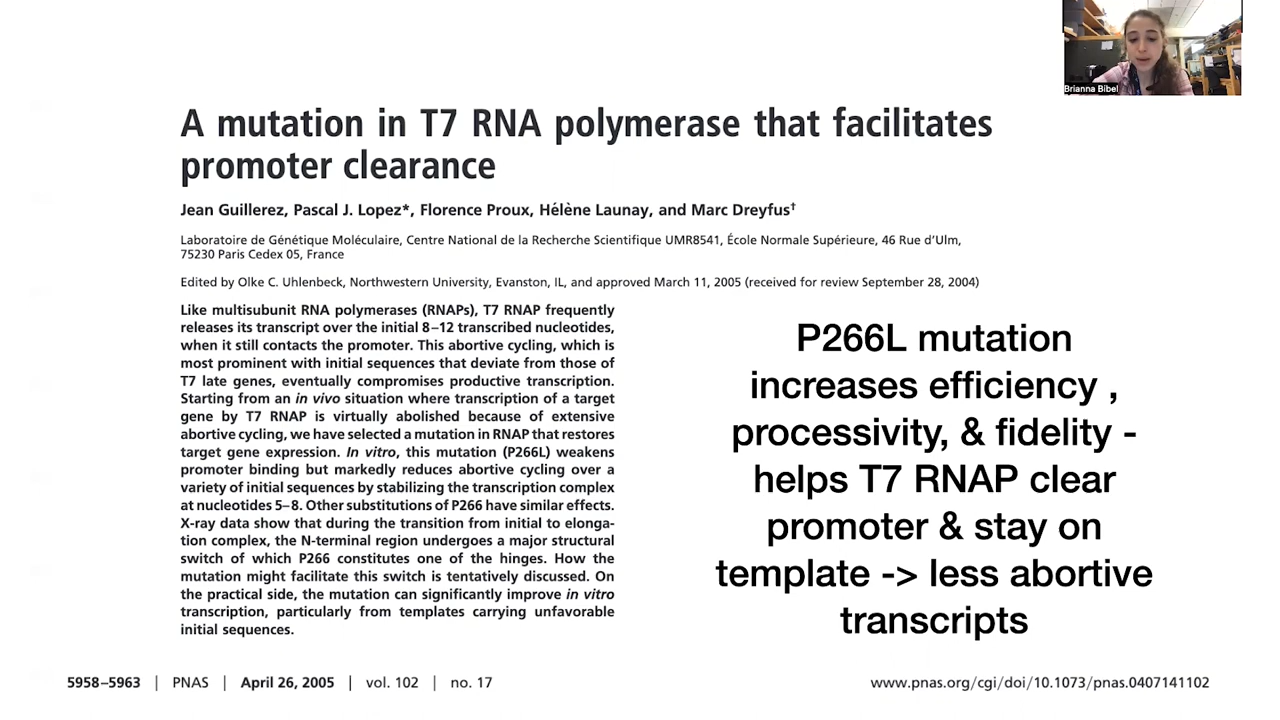 Brianna Bibel
A mutation in T7 RNA polymerase that facilitates
promoter clearance
Jean Guillerez, Pascal J. Lopez*, Florence Proux, Hélène Launay, and Marc Dreyfus†
Laboratoire de Génétique Moléculaire, Centre National de la Recherche Scientifique UMR8541, École Normale Supérieure, 46 Rue d’Ulm,
75230 Paris Cedex 05, France
Edited by Olke C. Uhlenbeck, Northwestern University, Evanston, IL, and approved March 11, 2005 (received for review September 28, 2004)
Like multisubunit RNA polymerases (RNAPs), T7 RNAP frequently
releases its transcript over the initial 8–12 transcribed nucleotides,
when it still contacts the promoter. This abortive cycling, which is
most prominent with initial sequences that deviate from those of
T7 late genes, eventually compromises productive transcription.
Starting from an in vivo situation where transcription of a target
gene by T7 RNAP is virtually abolished because of extensive
abortive cycling, we have selected a mutation in RNAP that restores
target gene expression. In vitro, this mutation (P266L) weakens
promoter binding but markedly reduces abortive cycling over a
variety of initial sequences by stabilizing the transcription complex
at nucleotides 5–8. Other substitutions of P266 have similar effects.
X-ray data show that during the transition from initial to elonga-
tion complex, the N-terminal region undergoes a major structural
switch of which P266 constitutes one of the hinges. How the
mutation might facilitate this switch is tentatively discussed. On
the practical side, the mutation can significantly improve in vitro
transcription, particularly from templates carrying unfavorable
initial sequences.
P266L mutation
increases efficiency ,
processivity, & fidelity -
helps T7 RNAP clear
promoter & stay on
template -> less abortive
transcripts
5958–5963 | PNAS | April 26, 2005 | vol. 102 | no. 17
www.pnas.org/cgi/doi/10.1073/pnas.0407141102